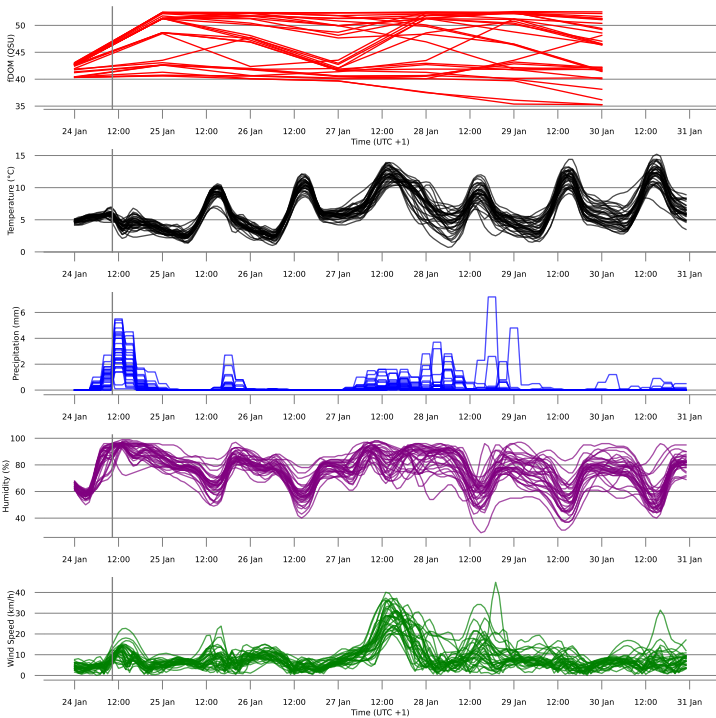 50
45
40
35
fDOM (QSU)
24 Jan 12:00 25 Jan 12:00 26 Jan 12:00 27 Jan 12:00 28 Jan 12:00 29 Jan 12:00 30 Jan 12:00 31 Jan
Time (UTC +1)
15
10
5
0
Temperature (°C)
24 Jan 12:00 25 Jan 12:00 26 Jan 12:00 27 Jan 12:00 28 Jan 12:00 29 Jan 12:00 30 Jan 12:00 31 Jan
6
4
2
0
Precipitation (mm)
24 Jan 12:00 25 Jan 12:00 26 Jan 12:00 27 Jan 12:00 28 Jan 12:00 29 Jan 12:00 30 Jan 12:00 31 Jan
100
80
60
40
Humidity (%)
24 Jan 12:00 25 Jan 12:00 26 Jan 12:00 27 Jan 12:00 28 Jan 12:00 29 Jan 12:00 30 Jan 12:00 31 Jan
40
30
20
10
0
Wind Speed (km/h)
24 Jan 12:00 25 Jan 12:00 26 Jan 12:00 27 Jan 12:00 28 Jan 12:00 29 Jan 12:00 30 Jan 12:00 31 Jan
Time (UTC +1)